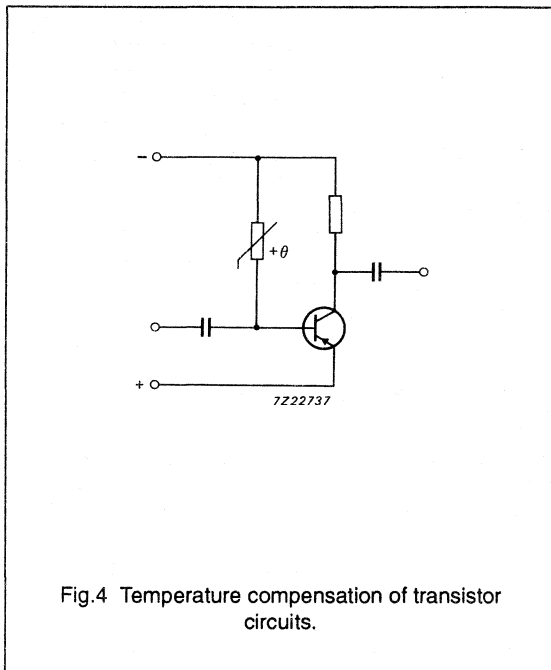 −
+θ
+
7Z22737
Fig.4 Temperature compensation of transistor
circuits.